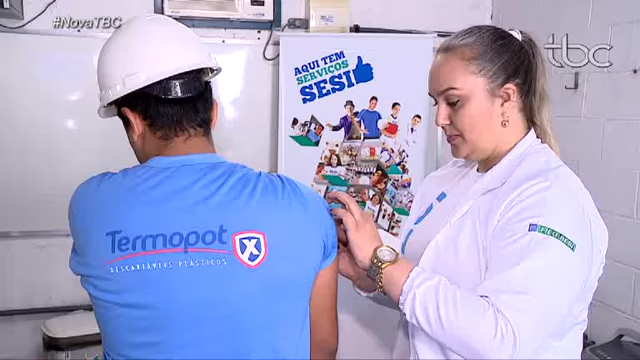 #NovaTBC
tbc
AQUI TEM
SERVIÇOS
SESI
Termopot
DESCARTÁVEIS PLÁSTICOS